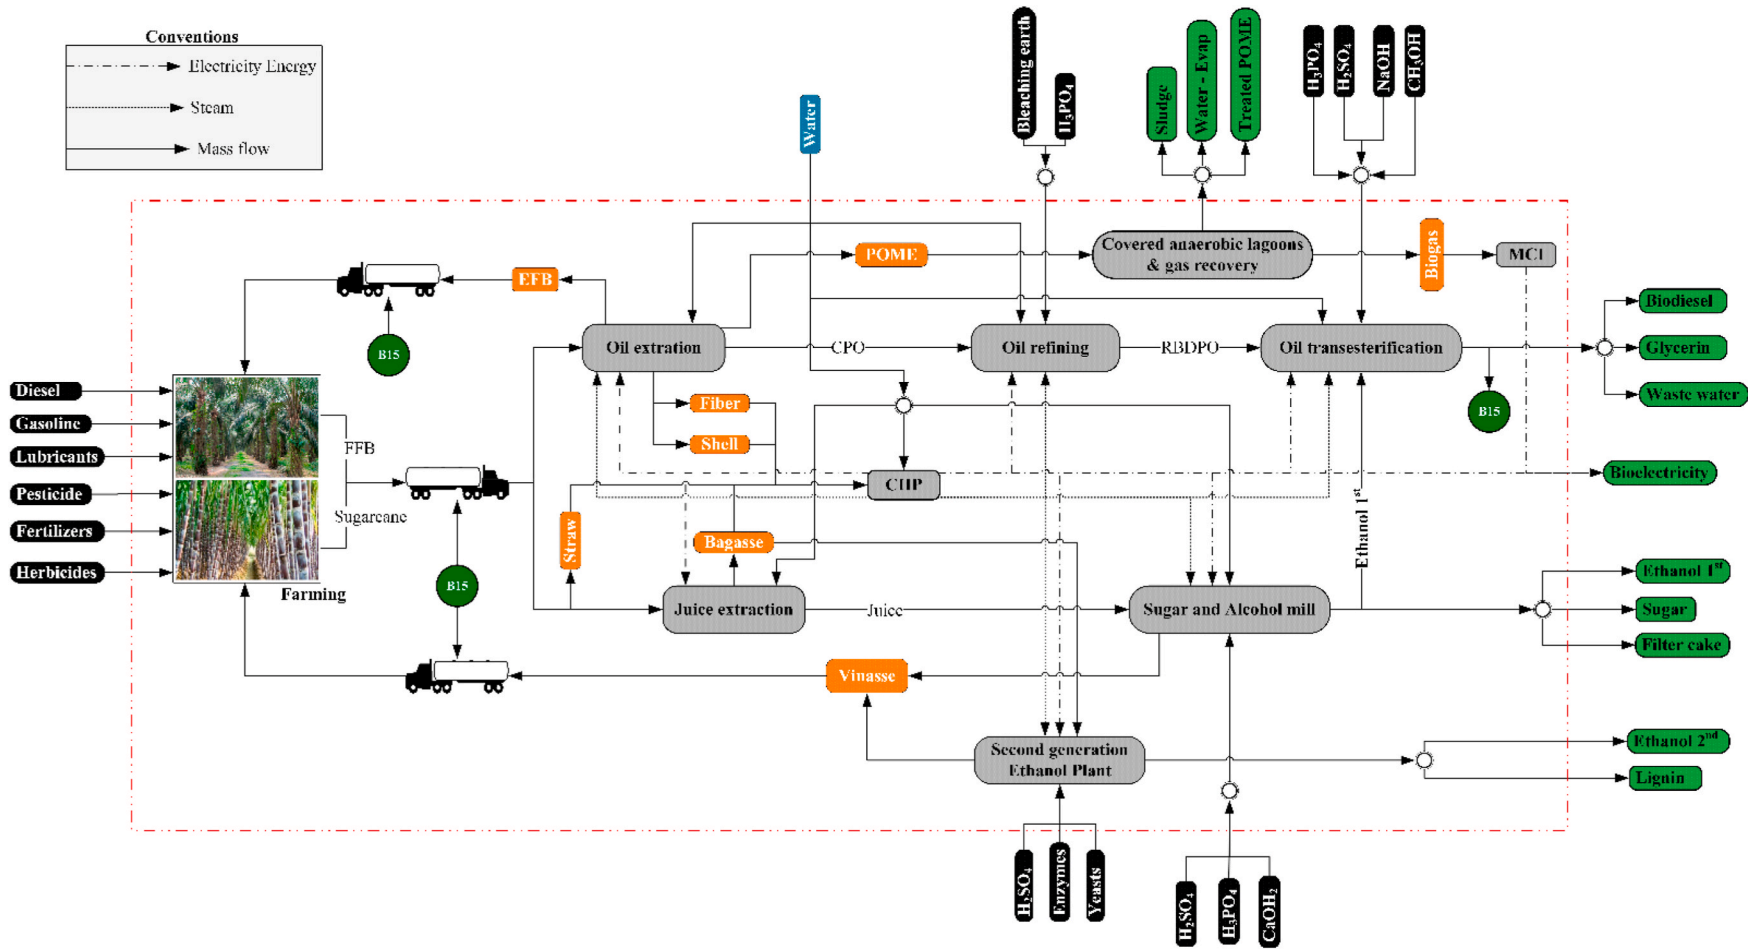 Conventions
Electricity Energy
Steam
Mass flow
Water
Bleaching earth
H₃PO₄
Sludge
Water - Evap
Treated POME
H₃PO₄
H₂SO₄
NaOH
CH₃OH
EFB
POME
Covered anaerobic lagoons
& gas recovery
Biogas
MCI
B15
Oil extration
CPO
Oil refining
RBDPO
Oil transesterification
Biodiesel
Glycerin
Waste water
B15
Diesel
Gasoline
Lubricants
Pesticide
Fertilizers
Herbicides
FFB
Sugarcane
Farming
Fiber
Shell
CHP
Bioelectricity
Straw
Bagasse
B15
Juice extraction
Juice
Sugar and Alcohol mill
Ethanol 1st
Ethanol 1st
Sugar
Filter cake
Vinasse
Second generation
Ethanol Plant
Ethanol 2nd
Lignin
H₂SO₄
Enzymes
Yeasts
H₂SO₄
H₃PO₄
CaOH₂